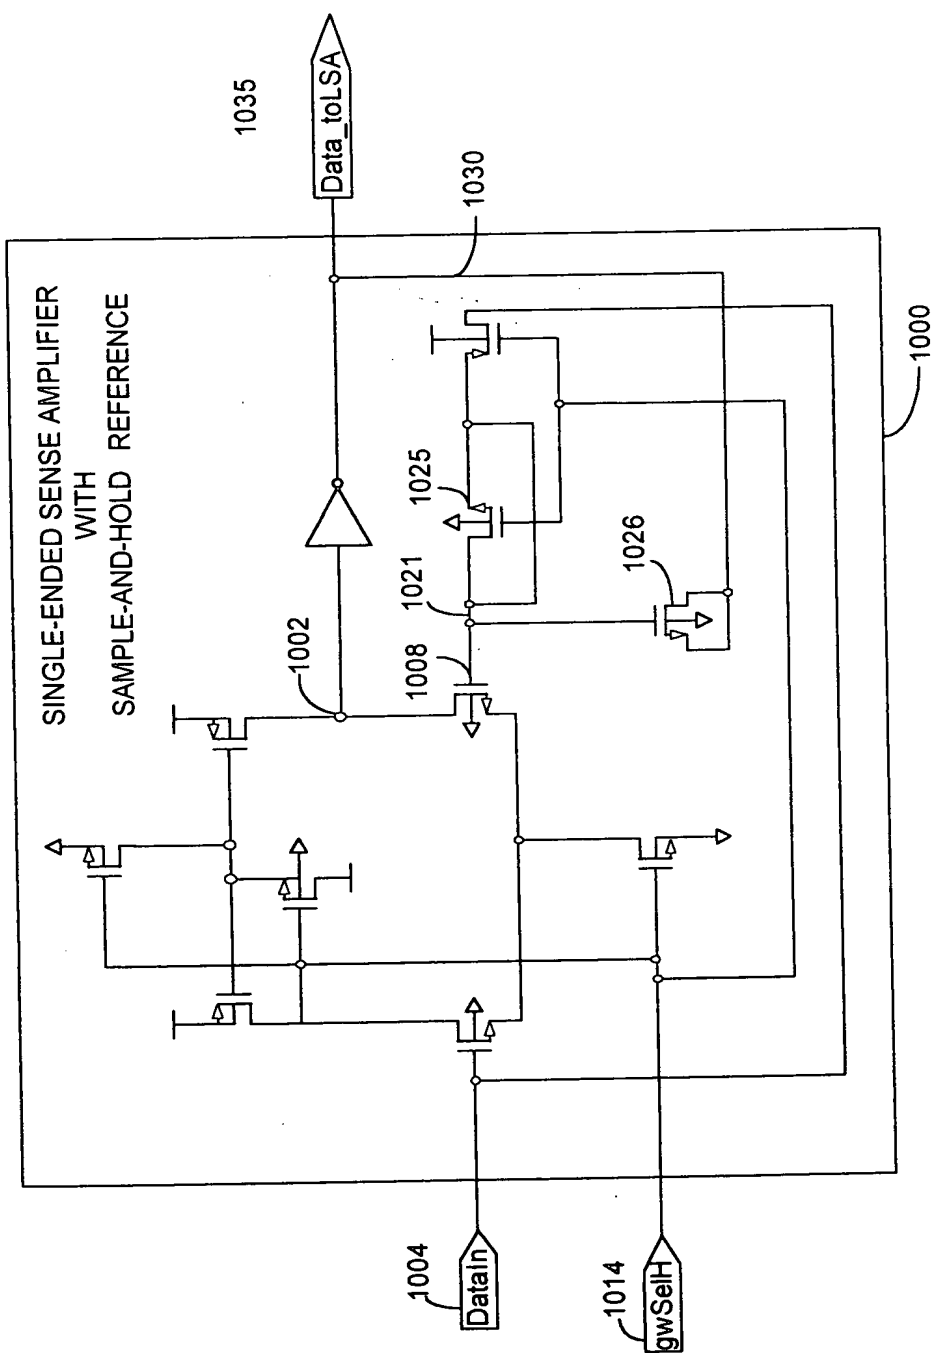 SINGLE-ENDED SENSE AMPLIFIER
WITH
SAMPLE-AND-HOLD REFERENCE
1035
Data_toLSA
1002
1030
1025
1021
1008
1026
1004
DataIn
1014
gwSelH
1000